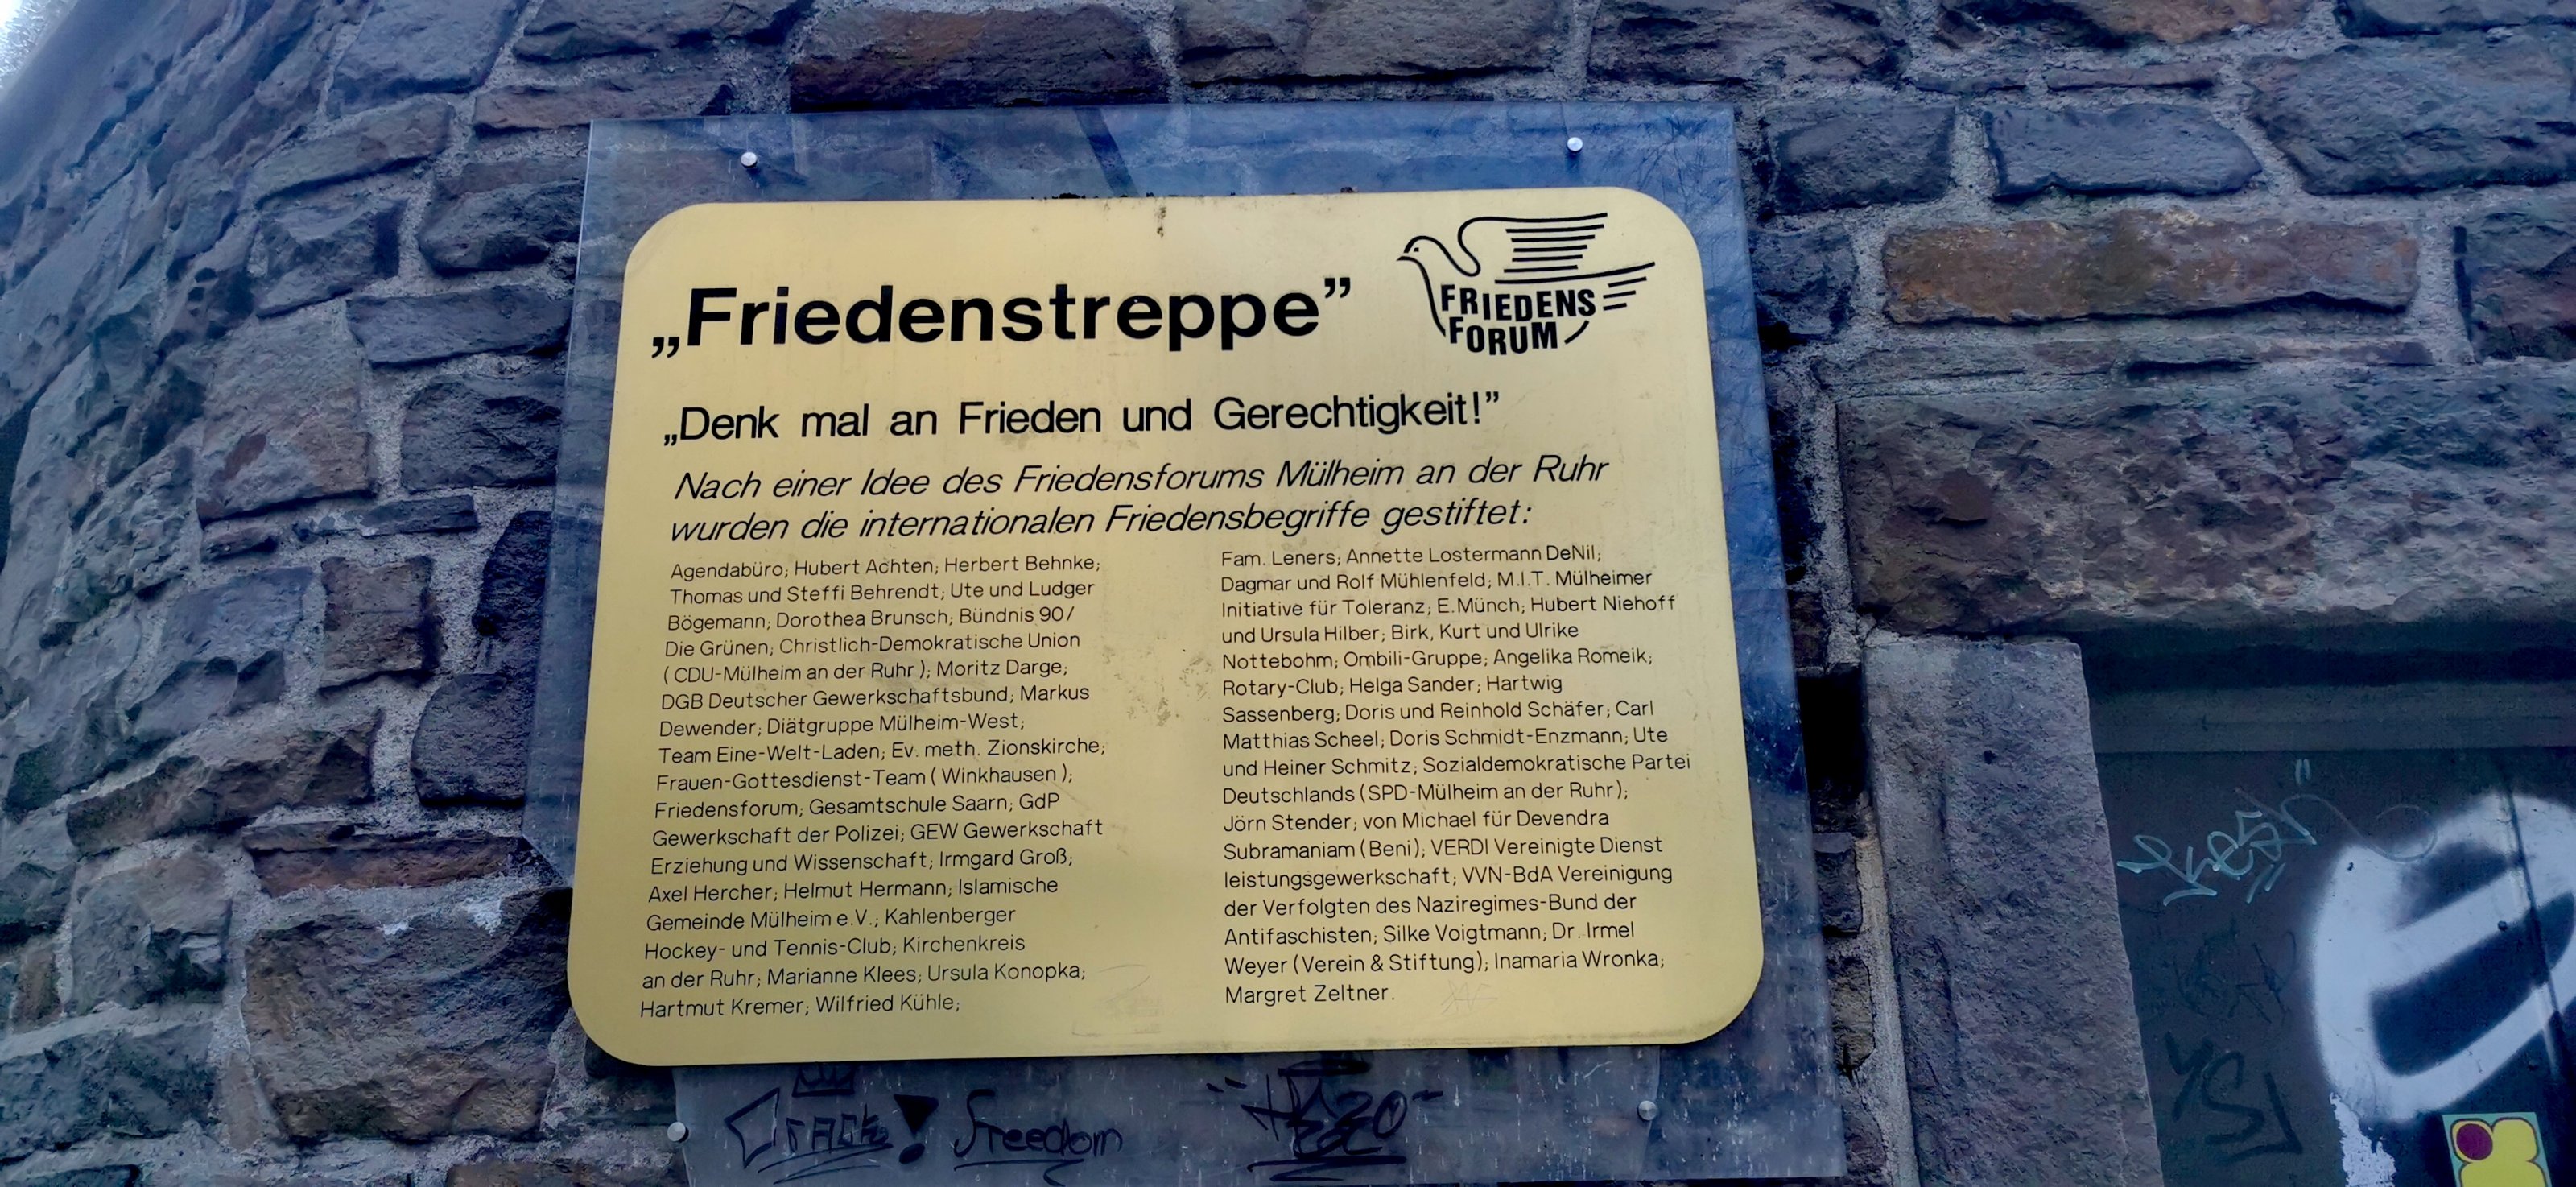 „Friedenstreppe”
FRIEDENS
FORUM
„Denk mal an Frieden und Gerechtigkeit!”
Nach einer Idee des Friedensforums Mülheim an der Ruhr
wurden die internationalen Friedensbegriffe gestiftet:
Agendabüro; Hubert Achten; Herbert Behnke;
Thomas und Steffi Behrendt; Ute und Ludger
Bögemann; Dorothea Brunsch; Bündnis 90/
Die Grünen; Christlich-Demokratische Union
(CDU-Mülheim an der Ruhr); Moritz Darge;
DGB Deutscher Gewerkschaftsbund; Markus
Dewender; Diätgruppe Mülheim-West;
Team Eine-Welt-Laden; Ev. meth. Zionskirche;
Frauen-Gottesdienst-Team (Winkhausen);
Friedensforum; Gesamtschule Saarn; GdP
Gewerkschaft der Polizei; GEW Gewerkschaft
Erziehung und Wissenschaft; Irmgard Groß;
Axel Hercher; Helmut Hermann; Islamische
Gemeinde Mülheim e.V.; Kahlenberger
Hockey- und Tennis-Club; Kirchenkreis
an der Ruhr; Marianne Klees; Ursula Konopka;
Hartmut Kremer; Wilfried Kühle;
Fam. Leners; Annette Lostermann DeNil;
Dagmar und Rolf Mühlenfeld; M.I.T. Mülheimer
Initiative für Toleranz; E.Münch; Hubert Niehoff
und Ursula Hilber; Birk, Kurt und Ulrike
Nottebohm; Ombili-Gruppe; Angelika Romeik;
Rotary-Club; Helga Sander; Hartwig
Sassenberg; Doris und Reinhold Schäfer; Carl
Matthias Scheel; Doris Schmidt-Enzmann; Ute
und Heiner Schmitz; Sozialdemokratische Partei
Deutschlands (SPD-Mülheim an der Ruhr);
Jörn Stender; von Michael für Devendra
Subramaniam (Beni); VERDI Vereinigte Dienst
leistungsgewerkschaft; VVN-BdA Vereinigung
der Verfolgten des Naziregimes-Bund der
Antifaschisten; Silke Voigtmann; Dr. Irmel
Weyer (Verein & Stiftung); Inamaria Wronka;
Margret Zeltner.
Freedom